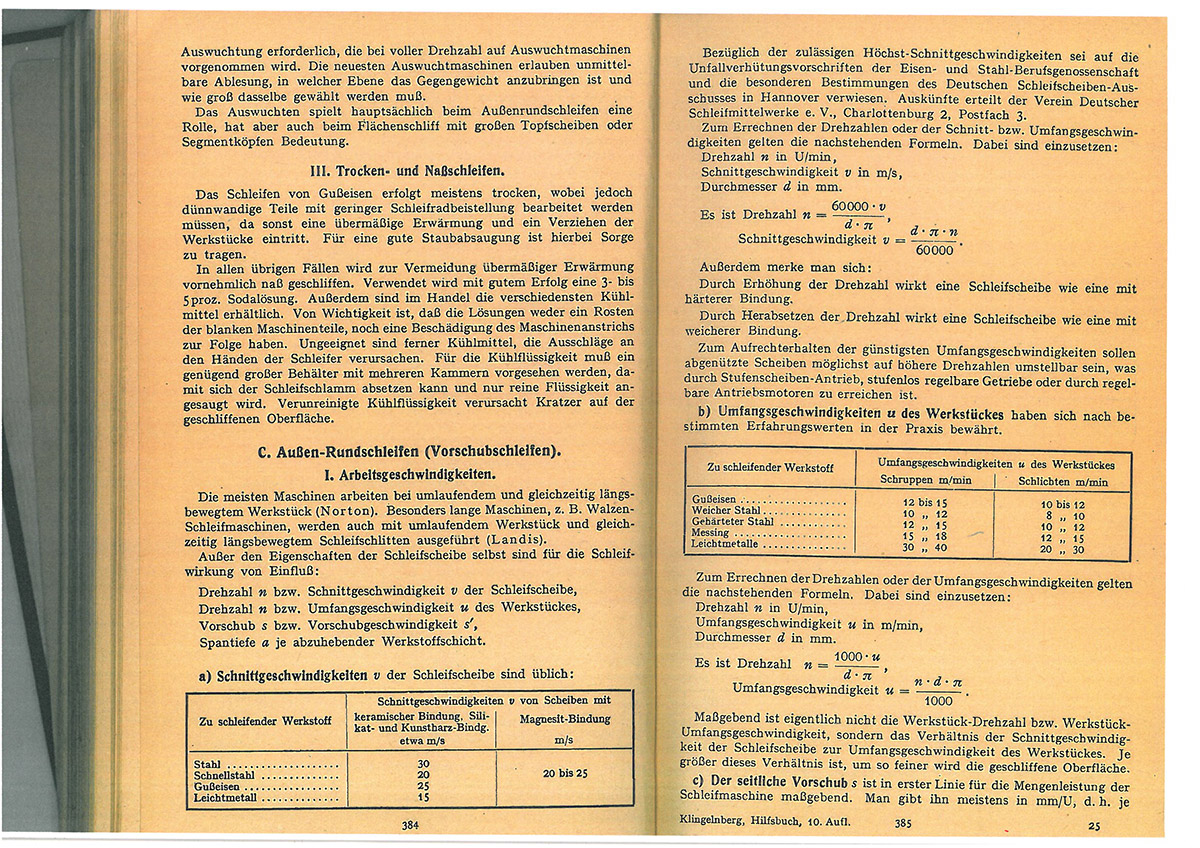 Auswuchtung erforderlich, die bei voller Drehzahl auf Auswuchtmaschinen
vorgenommen wird. Die neuesten Auswuchtmaschinen erlauben unmittel-
bare Ablesung, in welcher Ebene das Gegengewicht anzubringen ist und
wie groß dasselbe gewählt werden muß.
Das Auswuchten spielt hauptsächlich beim Außenrundschleifen eine
Rolle, hat aber auch beim Flächenschliff mit großen Topfscheiben oder
Segmentköpfen Bedeutung.
III. Trocken- und Naßschleifen.
Das Schleifen von Gußeisen erfolgt meistens trocken, wobei jedoch
dünnwandige Teile mit geringer Schleifradbeistellung bearbeitet werden
müssen, da sonst eine übermäßige Erwärmung und ein Verziehen der
Werkstücke eintritt. Für eine gute Staubabsaugung ist hierbei Sorge
zu tragen.
In allen übrigen Fällen wird zur Vermeidung übermäßiger Erwärmung
vornehmlich naß geschliffen. Verwendet wird mit gutem Erfolg eine 3- bis
5proz. Sodalösung. Außerdem sind im Handel die verschiedensten Kühl-
mittel erhältlich. Von Wichtigkeit ist, daß die Lösungen weder ein Rosten
der blanken Maschinenteile, noch eine Beschädigung des Maschinenanstrichs
zur Folge haben. Ungeeignet sind ferner Kühlmittel, die Ausschläge an
den Händen der Schleifer verursachen. Für die Kühlflüssigkeit muß ein
genügend großer Behälter mit mehreren Kammern vorgesehen werden, da-
mit sich der Schleifschlamm absetzen kann und nur reine Flüssigkeit an-
gesaugt wird. Verunreinigte Kühlflüssigkeit verursacht Kratzer auf der
geschliffenen Oberfläche.
C. Außen-Rundschleifen (Vorschubschleifen).
I. Arbeitsgeschwindigkeiten.
Die meisten Maschinen arbeiten bei umlaufendem und gleichzeitig längs-
bewegtem Werkstück (Norton). Besonders lange Maschinen, z. B. Walzen-
Schleifmaschinen, werden auch mit umlaufendem Werkstück und gleich-
zeitig längsbewegtem Schleifschlitten ausgeführt (Landis).
Außer den Eigenschaften der Schleifscheibe selbst sind für die Schleif-
wirkung von Einfluß:
Drehzahl n bzw. Schnittgeschwindigkeit v der Schleifscheibe,
Drehzahl n bzw. Umfangsgeschwindigkeit u des Werkstückes,
Vorschub s bzw. Vorschubgeschwindigkeit s′,
Spantiefe a je abzuhebender Werkstoffschicht.
a) Schnittgeschwindigkeiten v der Schleifscheibe sind üblich:
Zu schleifender Werkstoff
Schnittgeschwindigkeiten v von Scheiben mit
keramischer Bindung, Sili-
kat- und Kunstharz-Bindg.
etwa m/s
Magnesit-Bindung
m/s
Stahl .................... 30
Schnellstahl .............. 20
Gußeisen ................ 25
Leichtmetall .............. 15
20 bis 25
384
Bezüglich der zulässigen Höchst-Schnittgeschwindigkeiten sei auf die
Unfallverhütungsvorschriften der Eisen- und Stahl-Berufsgenossenschaft
und die besonderen Bestimmungen des Deutschen Schleifscheiben-Aus-
schusses in Hannover verwiesen. Auskünfte erteilt der Verein Deutscher
Schleifmittelwerke e. V., Charlottenburg 2, Postfach 3.
Zum Errechnen der Drehzahlen oder der Schnitt- bzw. Umfangsgeschwin-
digkeiten gelten die nachstehenden Formeln. Dabei sind einzusetzen:
Drehzahl n in U/min,
Schnittgeschwindigkeit v in m/s,
Durchmesser d in mm.
Es ist Drehzahl n = 60000 · v / d · π ,
Schnittgeschwindigkeit v = d · π · n / 60000 .
Außerdem merke man sich:
Durch Erhöhung der Drehzahl wirkt eine Schleifscheibe wie eine mit
härterer Bindung.
Durch Herabsetzen der Drehzahl wirkt eine Schleifscheibe wie eine mit
weicherer Bindung.
Zum Aufrechterhalten der günstigsten Umfangsgeschwindigkeiten sollen
abgenützte Scheiben möglichst auf höhere Drehzahlen umstellbar sein, was
durch Stufenscheiben-Antrieb, stufenlos regelbare Getriebe oder durch regel-
bare Antriebsmotoren zu erreichen ist.
b) Umfangsgeschwindigkeiten u des Werkstückes haben sich nach be-
stimmten Erfahrungswerten in der Praxis bewährt.
Zu schleifender Werkstoff
Umfangsgeschwindigkeiten u des Werkstückes
Schruppen m/min
Schlichten m/min
Gußeisen .................. 12 bis 15 10 bis 12
Weicher Stahl ............... 10 „ 12 8 „ 10
Gehärteter Stahl ............ 12 „ 15 10 „ 12
Messing ................... 15 „ 18 12 „ 15
Leichtmetalle ............... 30 „ 40 20 „ 30
Zum Errechnen der Drehzahlen oder der Umfangsgeschwindigkeiten gelten
die nachstehenden Formeln. Dabei sind einzusetzen:
Drehzahl n in U/min,
Umfangsgeschwindigkeit u in m/min,
Durchmesser d in mm.
Es ist Drehzahl n = 1000 · u / d · π ,
Umfangsgeschwindigkeit u = n · d · π / 1000 .
Maßgebend ist eigentlich nicht die Werkstück-Drehzahl bzw. Werkstück-
Umfangsgeschwindigkeit, sondern das Verhältnis der Schnittgeschwindig-
keit der Schleifscheibe zur Umfangsgeschwindigkeit des Werkstückes. Je
größer dieses Verhältnis ist, um so feiner wird die geschliffene Oberfläche.
c) Der seitliche Vorschub s ist in erster Linie für die Mengenleistung der
Schleifmaschine maßgebend. Man gibt ihn meistens in mm/U, d. h. je
Klingelnberg, Hilfsbuch, 10. Aufl. 385 25